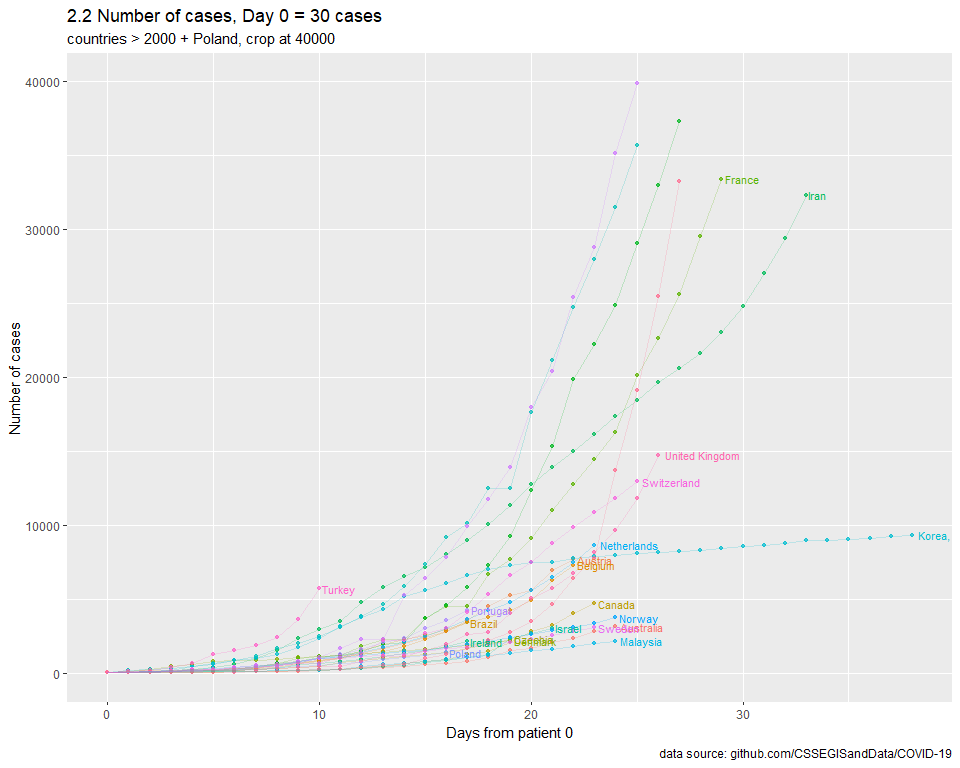 2.2 Number of cases, Day 0 = 30 cases
countries > 2000 + Poland, crop at 40000
40000
30000
20000
10000
0
Number of cases
France
Iran
United Kingdom
Switzerland
Korea,
Netherlands
Austria
Belgium
Turkey
Canada
Portugal
Norway
Brazil
Israel
Sweden
Australia
Czechia
Denmark
Ireland
Malaysia
Poland
0
10
20
30
Days from patient 0
data source: github.com/CSSEGISandData/COVID-19